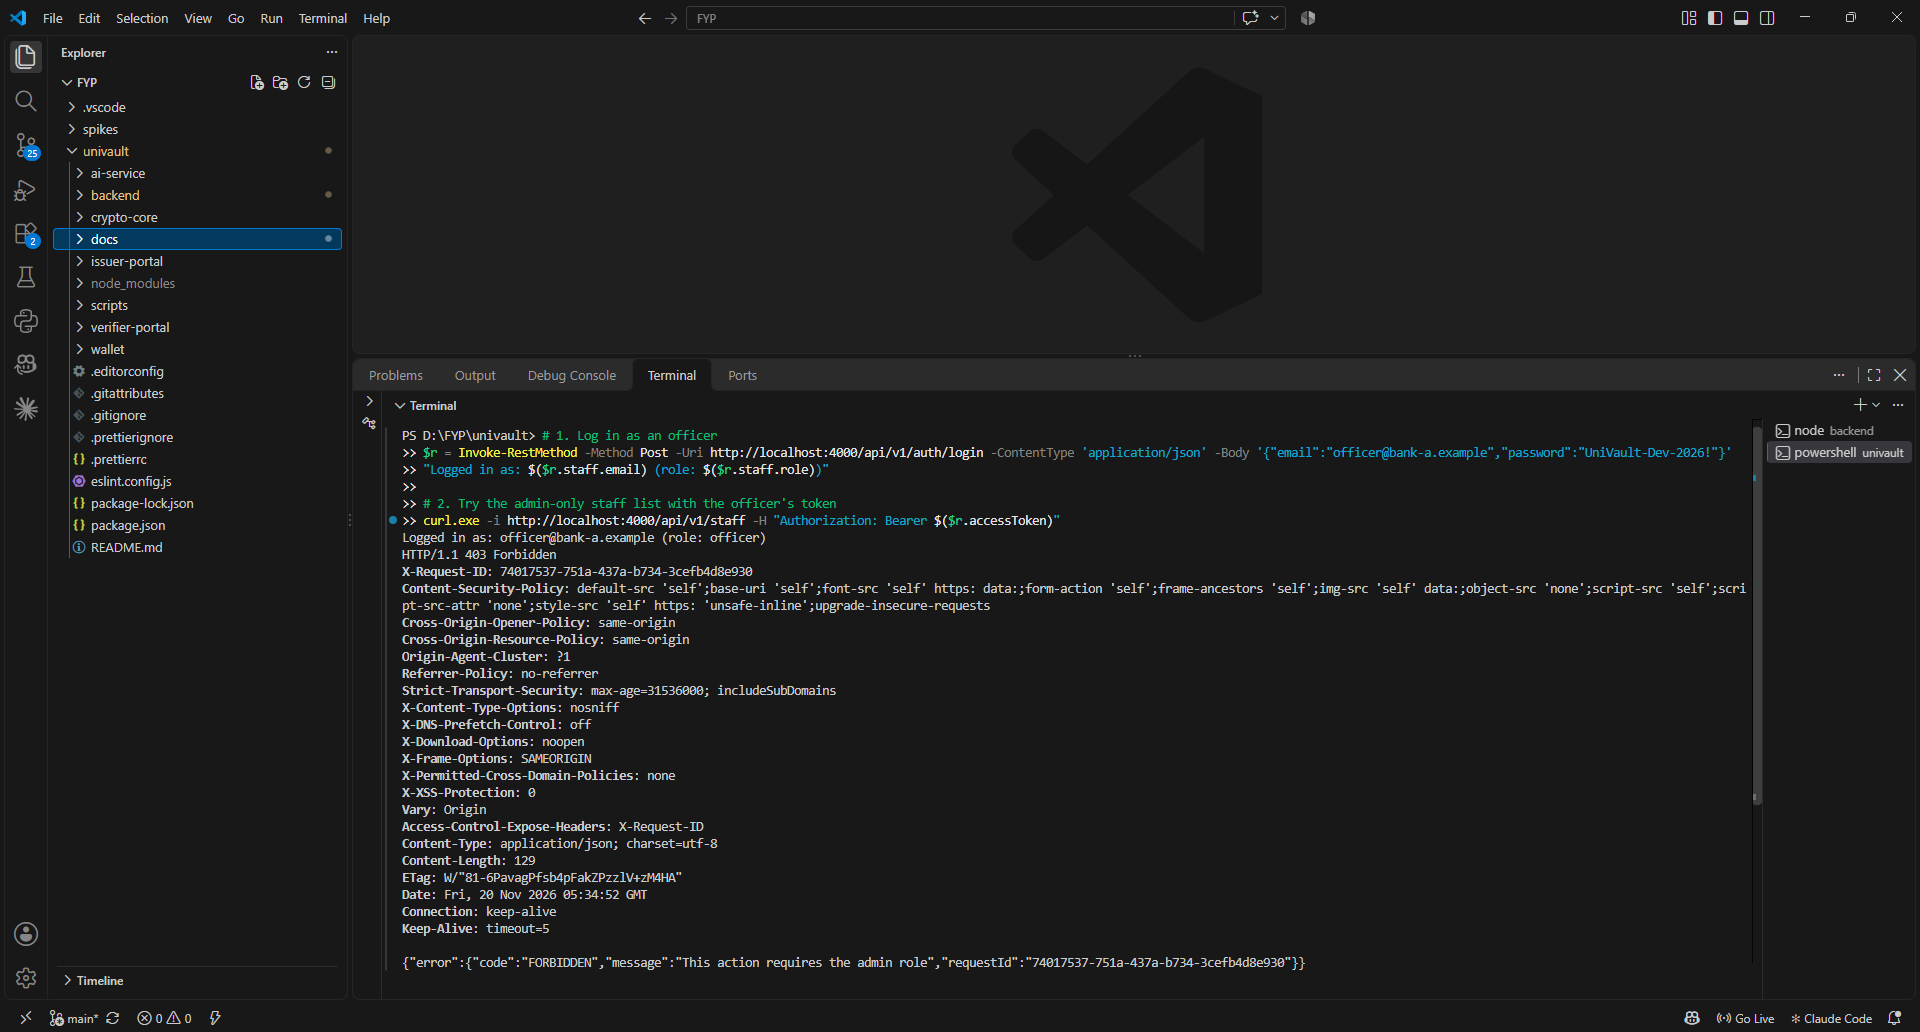 File Edit Selection View Go Run Terminal Help
FYP
Explorer
FYP
.vscode
spikes
25
univault
ai-service
backend
crypto-core
2
docs
issuer-portal
node_modules
scripts
verifier-portal
wallet
.editorconfig
.gitattributes
.gitignore
.prettierignore
.prettierrc
eslint.config.js
package-lock.json
package.json
README.md
Timeline
Problems Output Debug Console Terminal Ports
Terminal
node backend
powershell univault
PS D:\FYP\univault> # 1. Log in as an officer
>> $r = Invoke-RestMethod -Method Post -Uri http://localhost:4000/api/v1/auth/login -ContentType 'application/json' -Body '{"email":"officer@bank-a.example","password":"UniVault-Dev-2026!"}'
>> "Logged in as: $($r.staff.email) (role: $($r.staff.role))"
>>
>> # 2. Try the admin-only staff list with the officer's token
>> curl.exe -i http://localhost:4000/api/v1/staff -H "Authorization: Bearer $($r.accessToken)"
Logged in as: officer@bank-a.example (role: officer)
HTTP/1.1 403 Forbidden
X-Request-ID: 74017537-751a-437a-b734-3cefb4d8e930
Content-Security-Policy: default-src 'self';base-uri 'self';font-src 'self' https: data:;form-action 'self';frame-ancestors 'self';img-src 'self' data:;object-src 'none';script-src 'self';scri
pt-src-attr 'none';style-src 'self' https: 'unsafe-inline';upgrade-insecure-requests
Cross-Origin-Opener-Policy: same-origin
Cross-Origin-Resource-Policy: same-origin
Origin-Agent-Cluster: ?1
Referrer-Policy: no-referrer
Strict-Transport-Security: max-age=31536000; includeSubDomains
X-Content-Type-Options: nosniff
X-DNS-Prefetch-Control: off
X-Download-Options: noopen
X-Frame-Options: SAMEORIGIN
X-Permitted-Cross-Domain-Policies: none
X-XSS-Protection: 0
Vary: Origin
Access-Control-Expose-Headers: X-Request-ID
Content-Type: application/json; charset=utf-8
Content-Length: 129
ETag: W/"81-6PavagPfsb4pFakZPzzlV+zM4HA"
Date: Fri, 20 Nov 2026 05:34:52 GMT
Connection: keep-alive
Keep-Alive: timeout=5
{"error":{"code":"FORBIDDEN","message":"This action requires the admin role","requestId":"74017537-751a-437a-b734-3cefb4d8e930"}}
main* 0 0 Go Live Claude Code